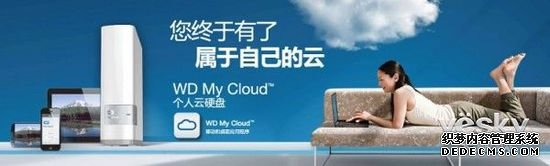 您终于有了
属于自己的云
WD My Cloud™
个人云硬盘
WD My Cloud™
移动和桌面应用程序
yesky
织梦内容管理系统
DEDECMS.COM